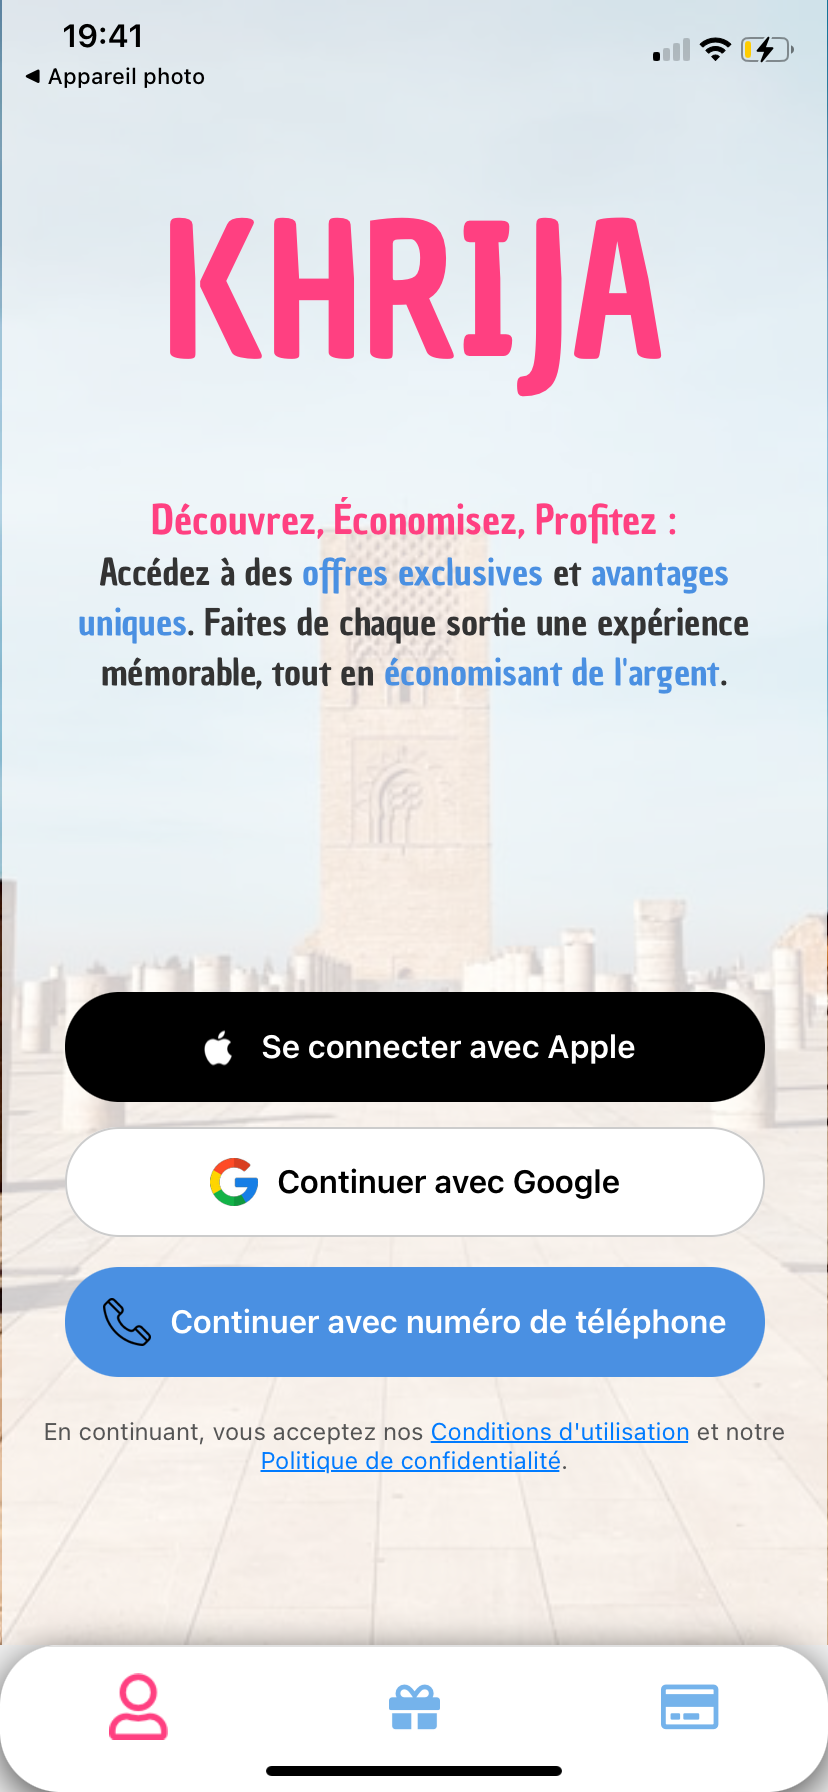 19:41
◀ Appareil photo
KHRIJA
Découvrez, Économisez, Profitez :
Accédez à des offres exclusives et avantages
uniques. Faites de chaque sortie une expérience
mémorable, tout en économisant de l'argent.
Se connecter avec Apple
Continuer avec Google
Continuer avec numéro de téléphone
En continuant, vous acceptez nos Conditions d'utilisation et notre
Politique de confidentialité.